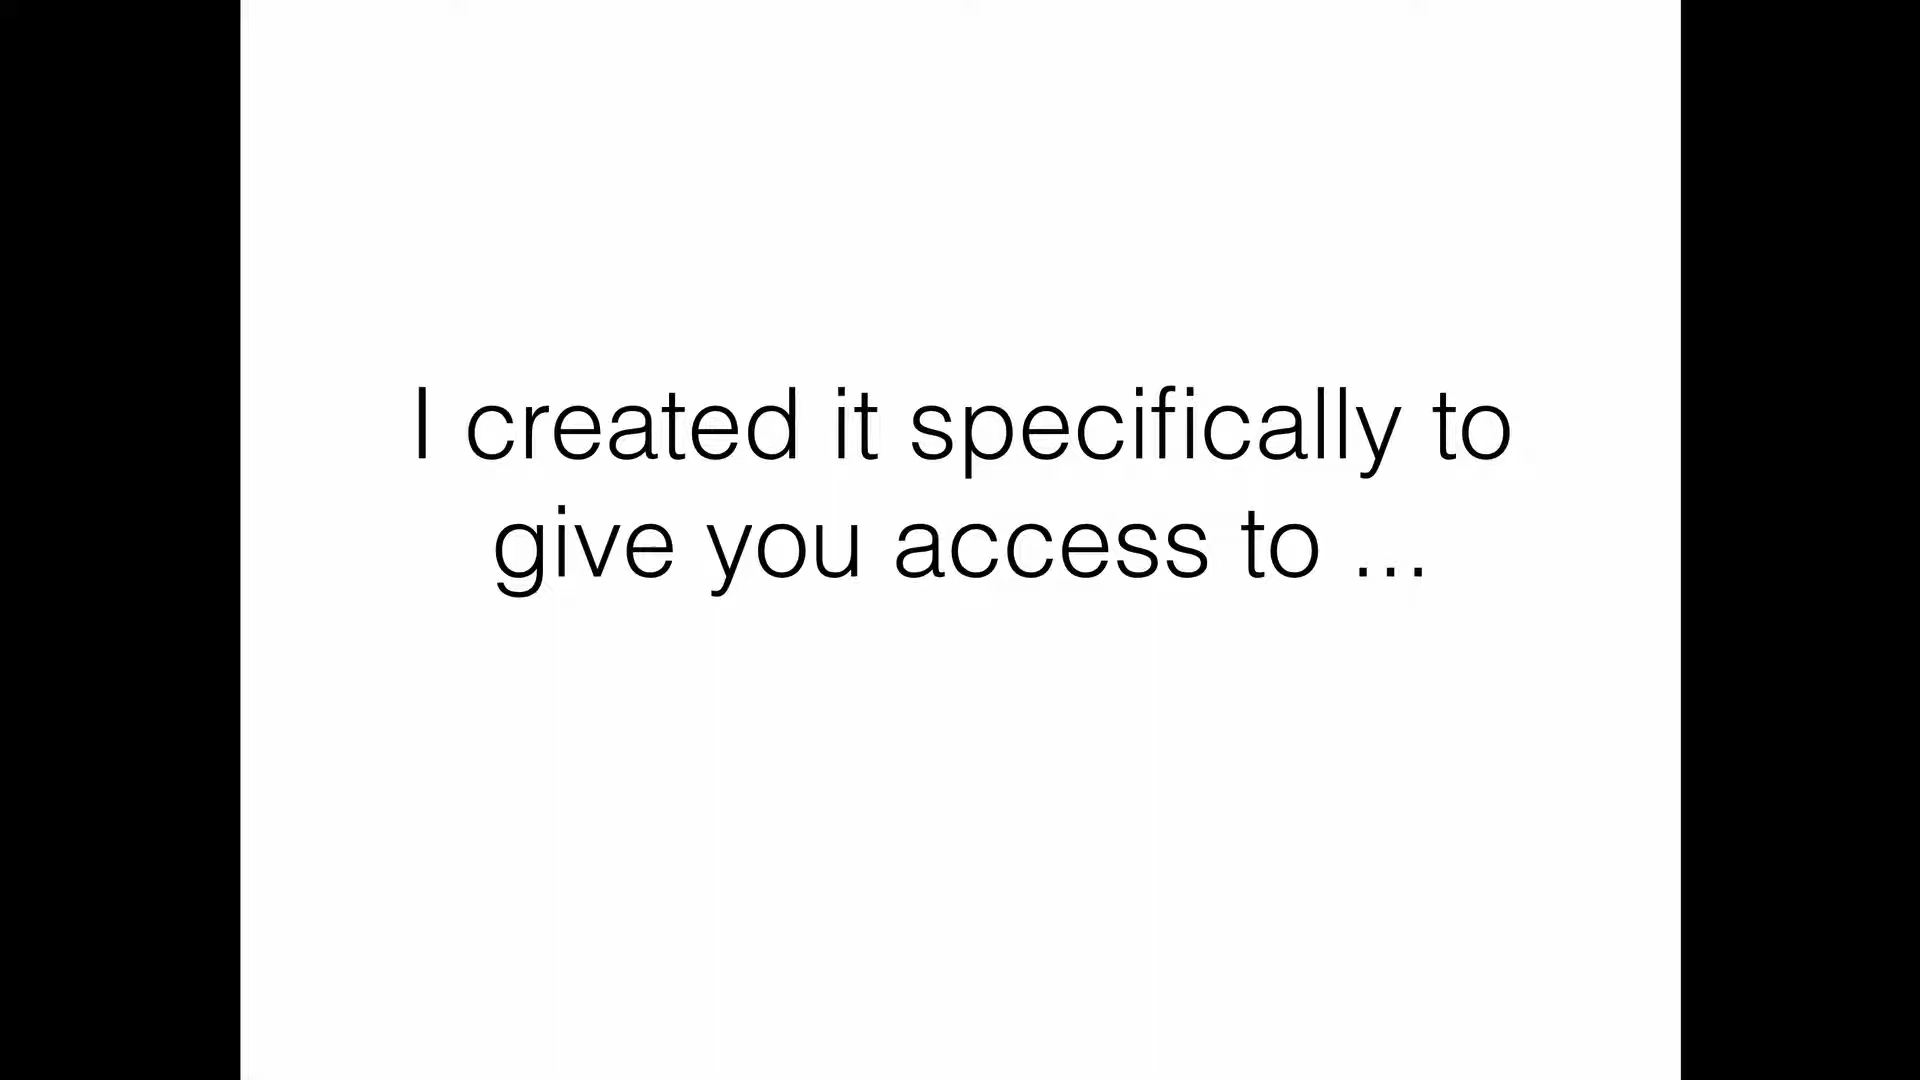 I created it specifically to
give you access to ...